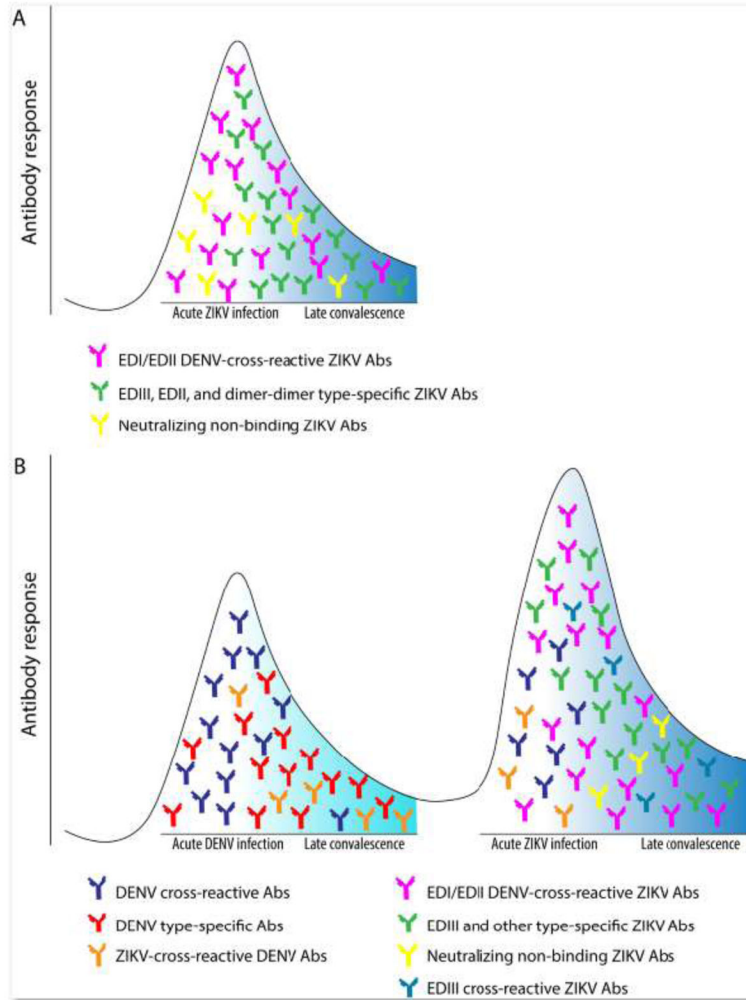 A
Antibody response
Acute ZIKV infection
Late convalescence
EDI/EDII DENV-cross-reactive ZIKV Abs
EDIII, EDII, and dimer-dimer type-specific ZIKV Abs
Neutralizing non-binding ZIKV Abs
B
Antibody response
Acute DENV infection
Late convalescence
Acute ZIKV infection
Late convalescence
DENV cross-reactive Abs
DENV type-specific Abs
ZIKV-cross-reactive DENV Abs
EDI/EDII DENV-cross-reactive ZIKV Abs
EDIII and other type-specific ZIKV Abs
Neutralizing non-binding ZIKV Abs
EDIII cross-reactive ZIKV Abs